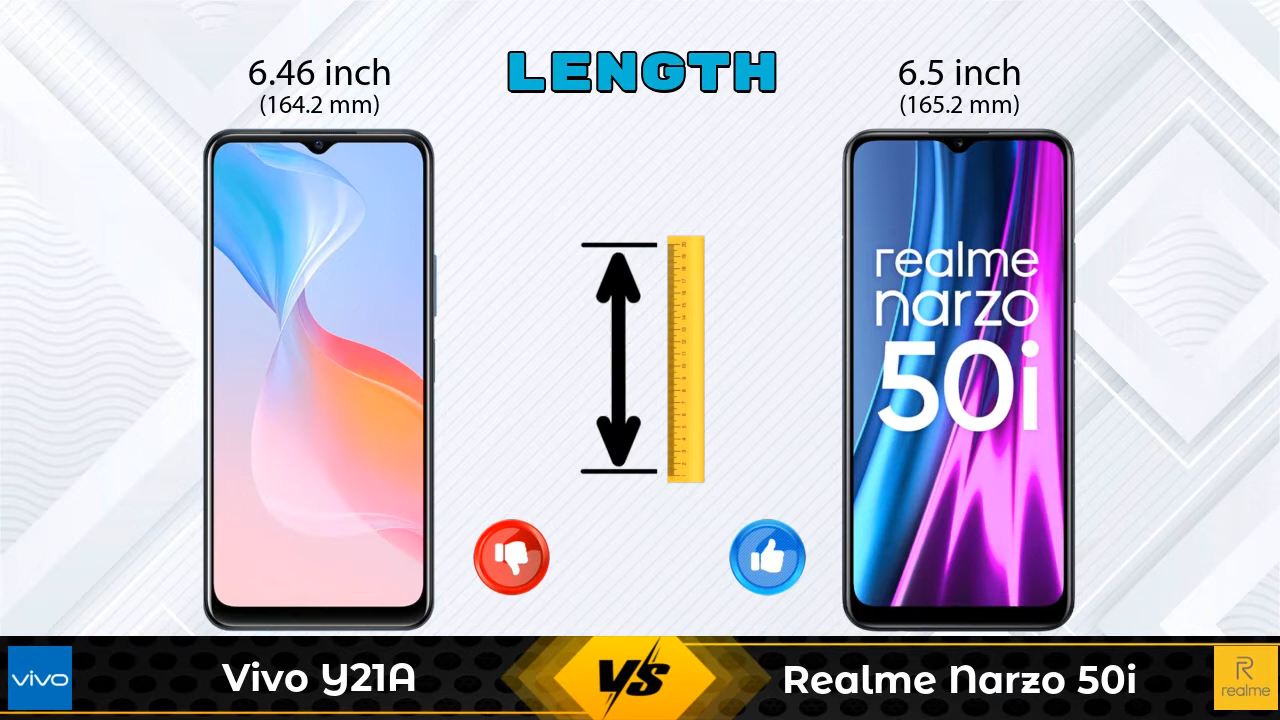 LENGTH
6.46 inch
(164.2 mm)
6.5 inch
(165.2 mm)
realme
narzo
50i
vivo
Vivo Y21A
VS
Realme Narzo 50i
R
realme